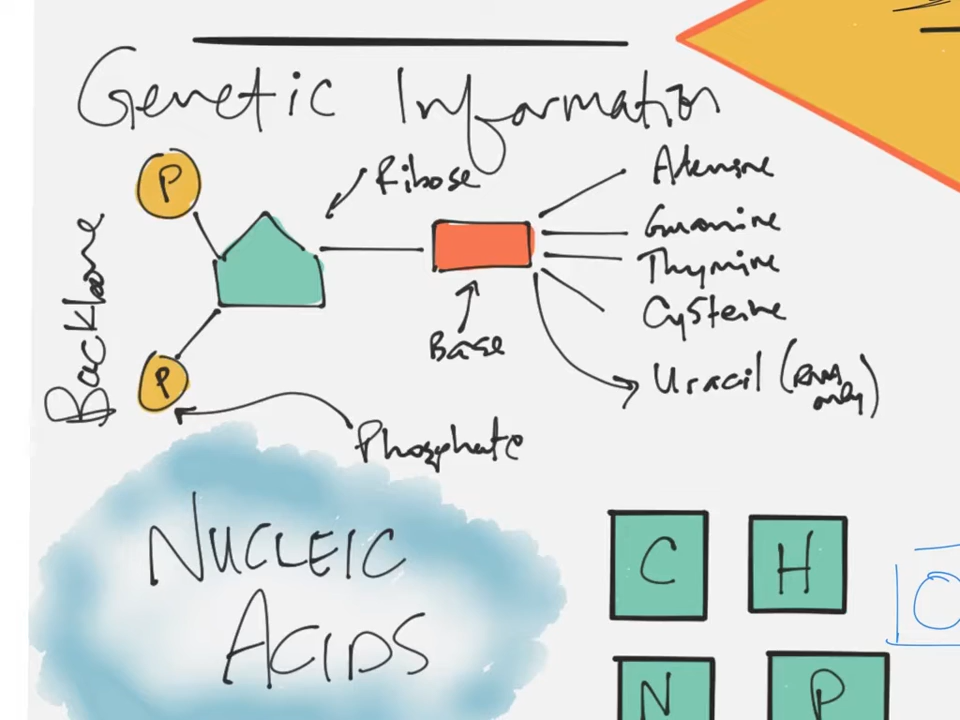 Genetic Information
P
Ribose
Adenine
Guanine
Thymine
Cysteine
Uracil (RNA only)
Base
Backbone
P
Phosphate
NUCLEIC
ACIDS
C H O
N P